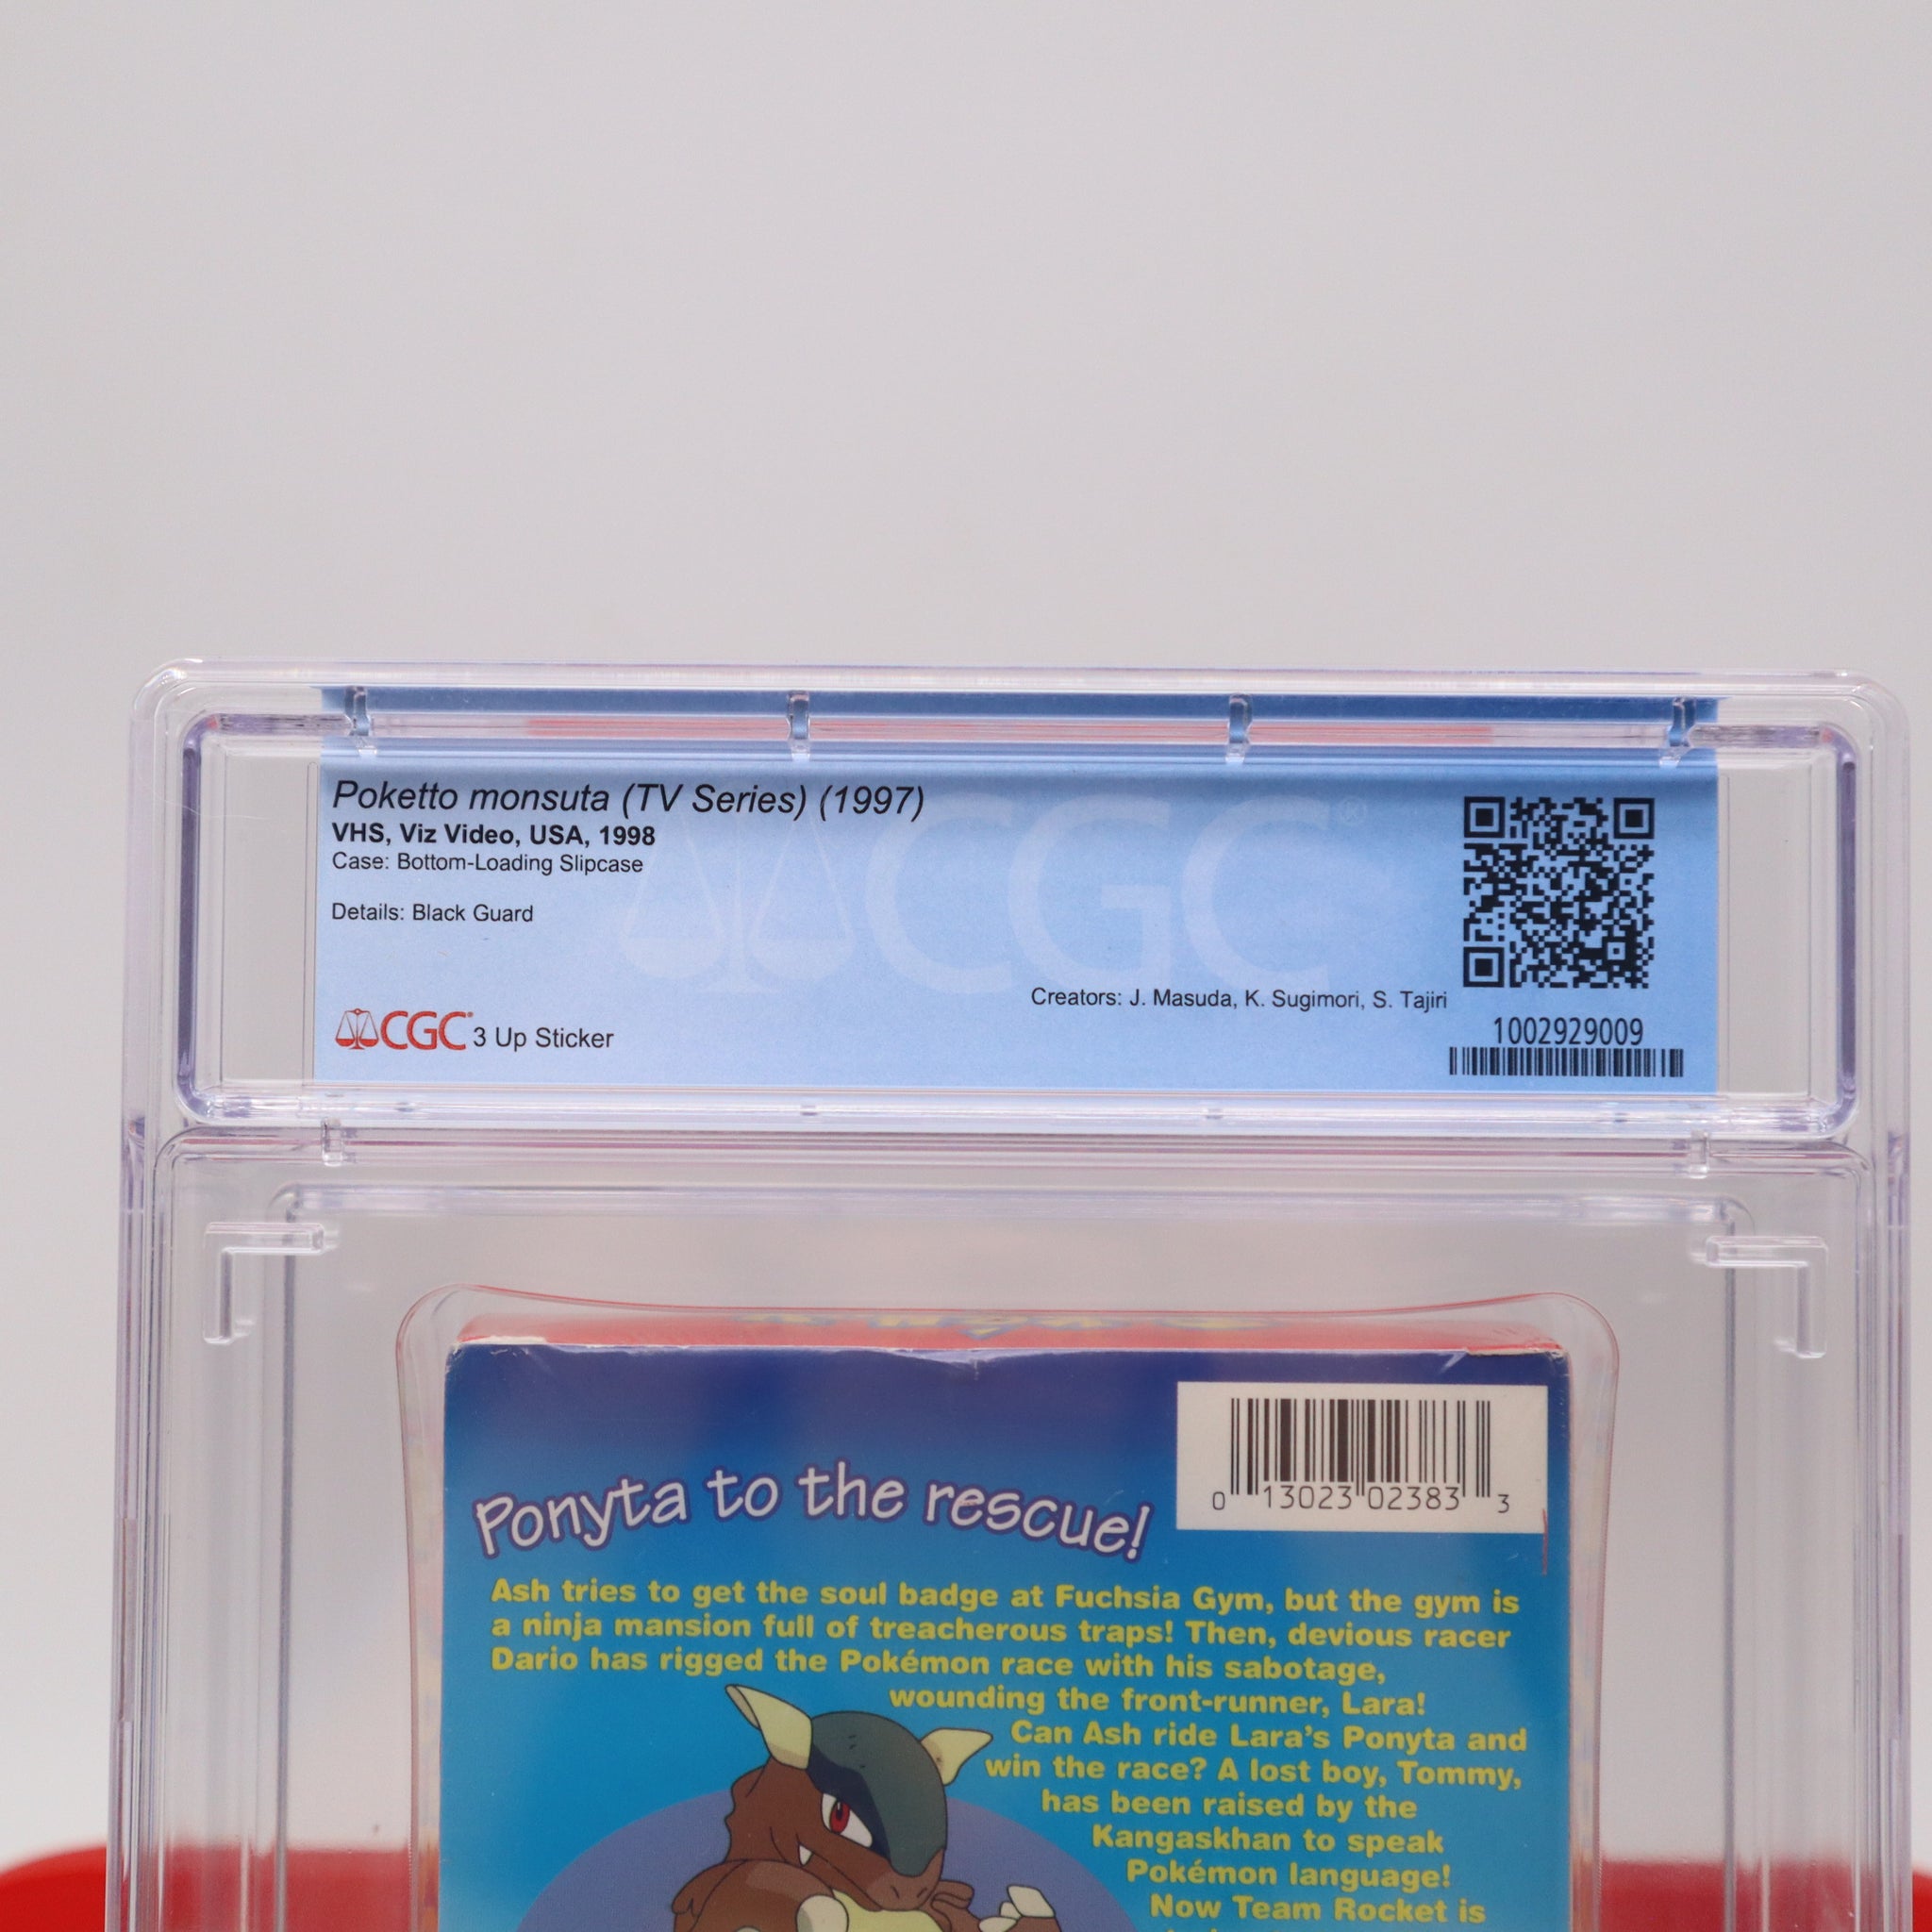 Poketto monsuta (TV Series) (1997)
VHS, Viz Video, USA, 1998
Case: Bottom-Loading Slipcase
Details: Black Guard
CGC®
Creators: J. Masuda, K. Sugimori, S. Tajiri
CGC 3 Up Sticker
1002929009
0 13023 02383 3
Ponyta to the rescue!
Ash tries to get the soul badge at Fuchsia Gym, but the gym is
a ninja mansion full of treacherous traps! Then, devious racer
Dario has rigged the Pokémon race with his sabotage,
wounding the front-runner, Lara!
Can Ash ride Lara's Ponyta and
win the race? A lost boy, Tommy,
has been raised by the
Kangaskhan to speak
Pokémon language!
Now Team Rocket is